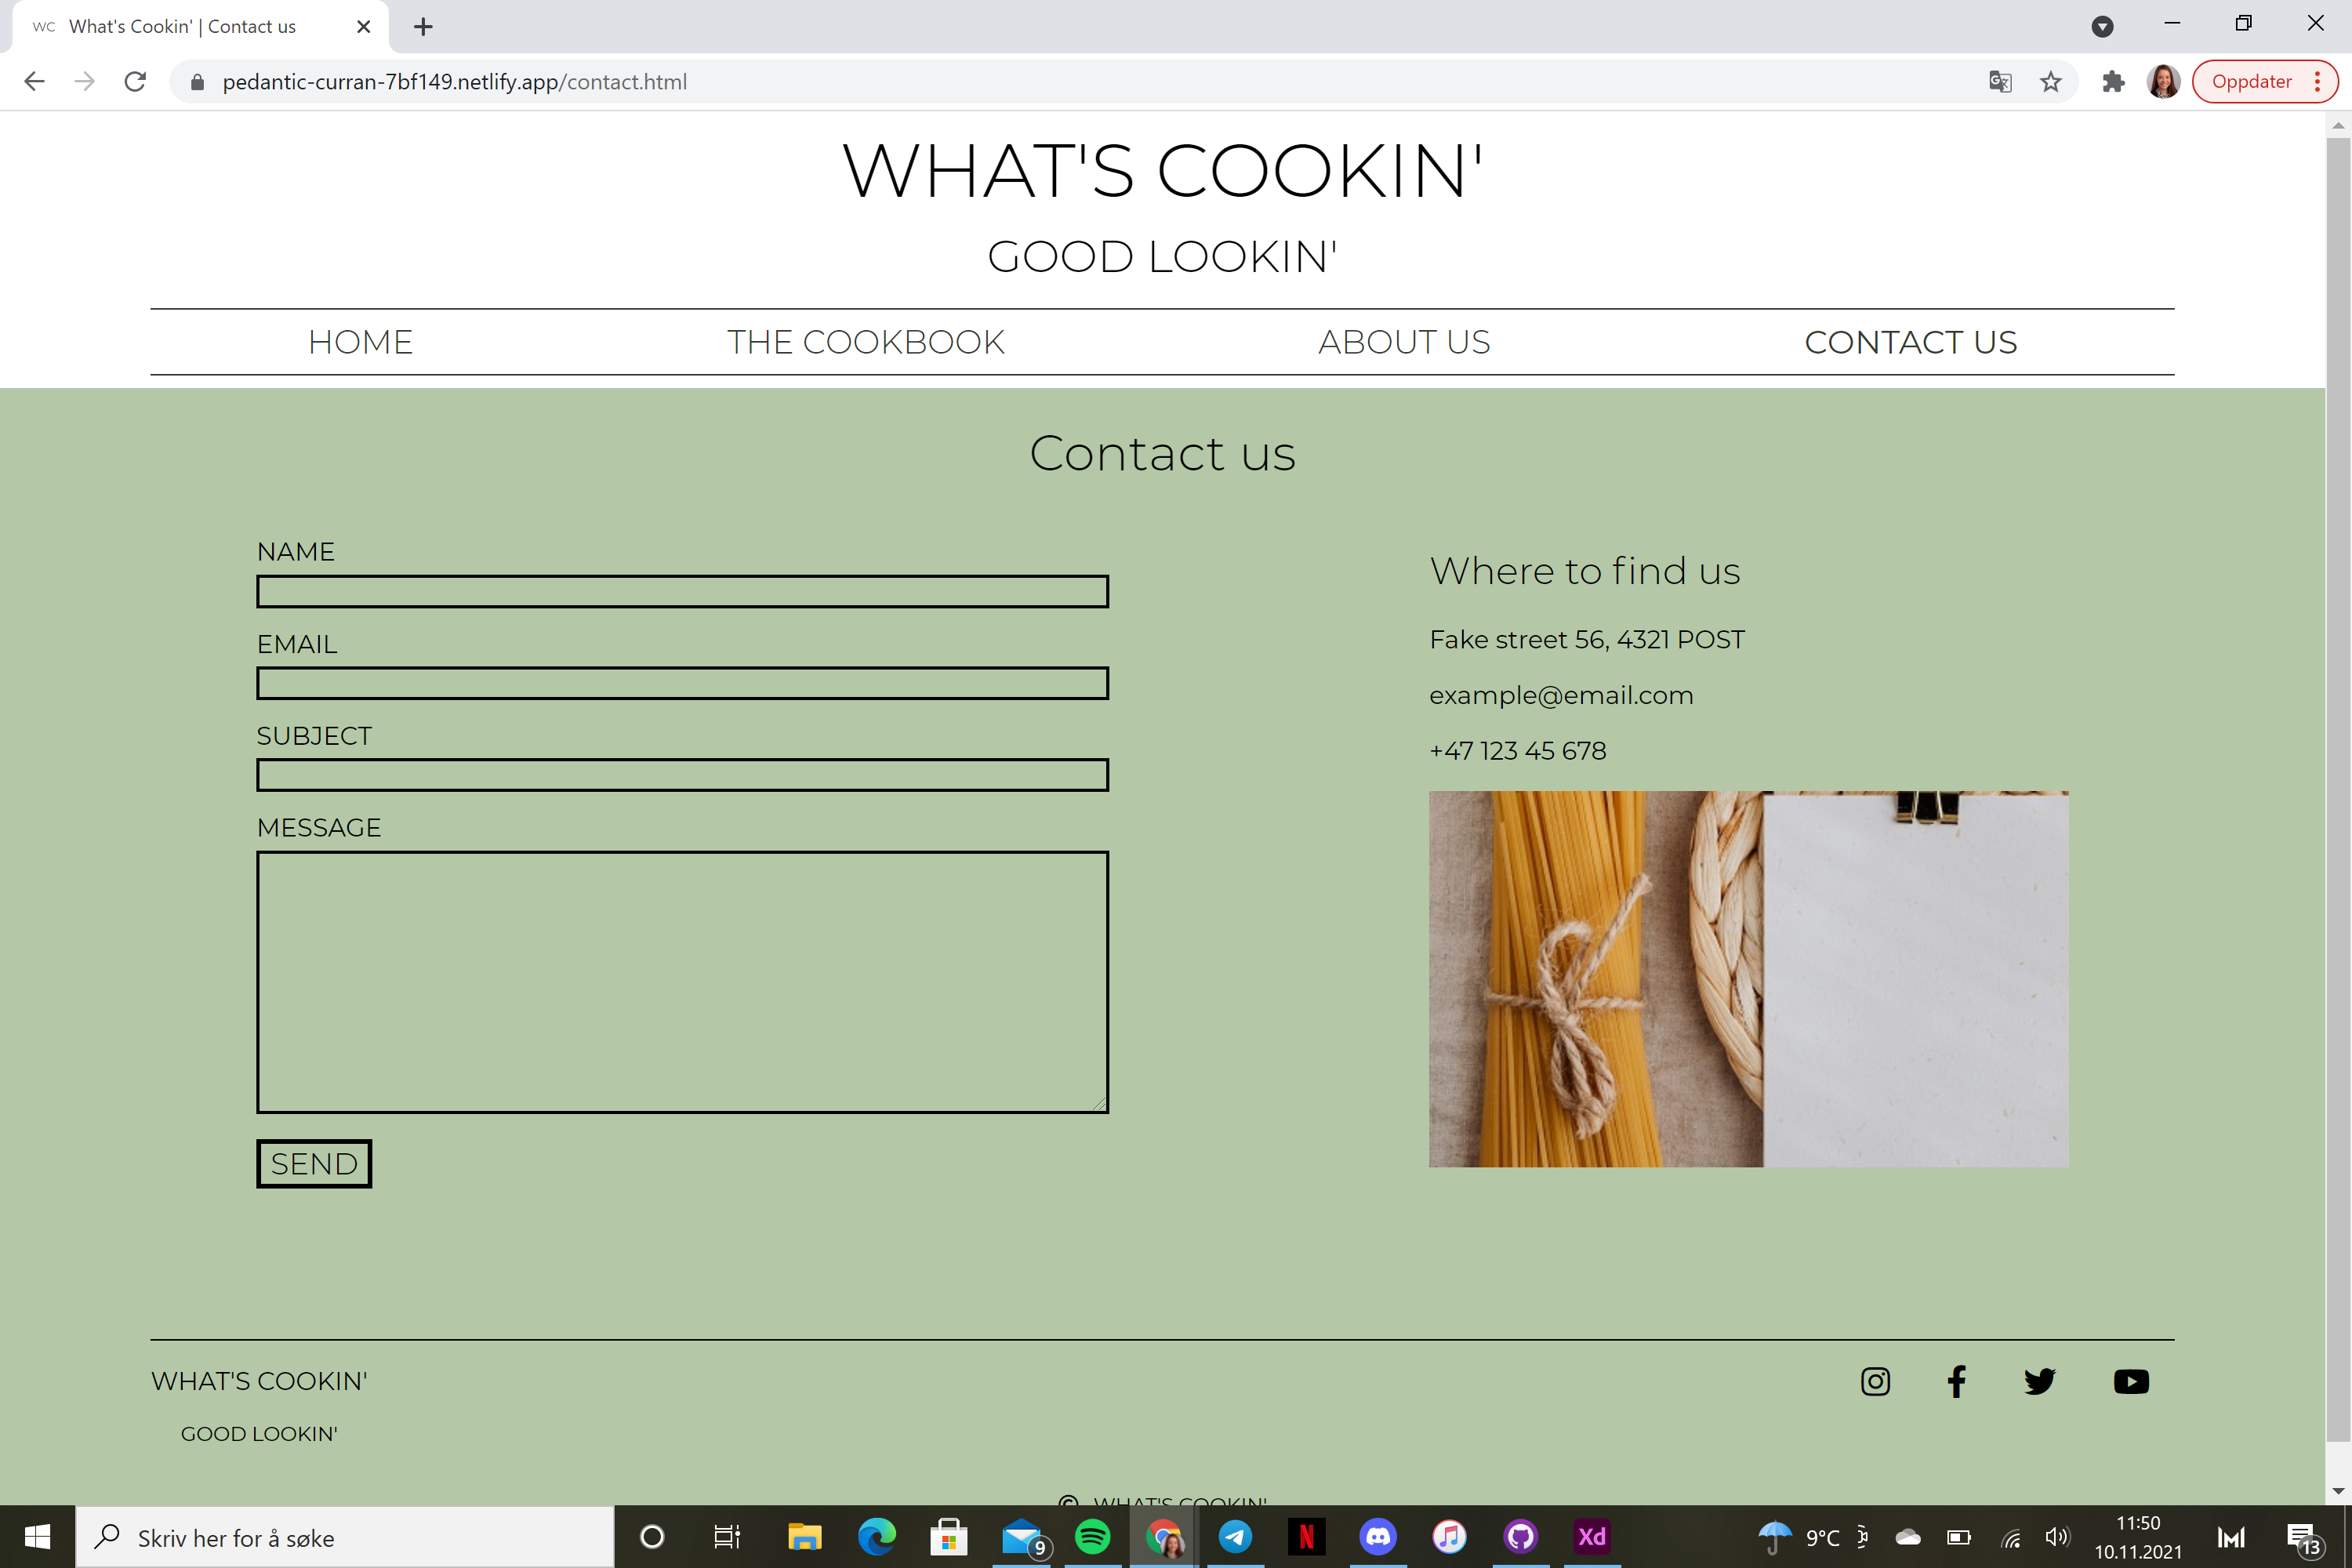 WC What's Cookin' | Contact us
pedantic-curran-7bf149.netlify.app/contact.html
Oppdater
WHAT'S COOKIN'
GOOD LOOKIN'
HOME THE COOKBOOK ABOUT US CONTACT US
Contact us
NAME
EMAIL
SUBJECT
MESSAGE
SEND
Where to find us
Fake street 56, 4321 POST
example@email.com
+47 123 45 678
WHAT'S COOKIN'
GOOD LOOKIN'
© WHAT'S COOKIN'
Skriv her for å søke
9
N
Xd
9°C
11:50
10.11.2021
13